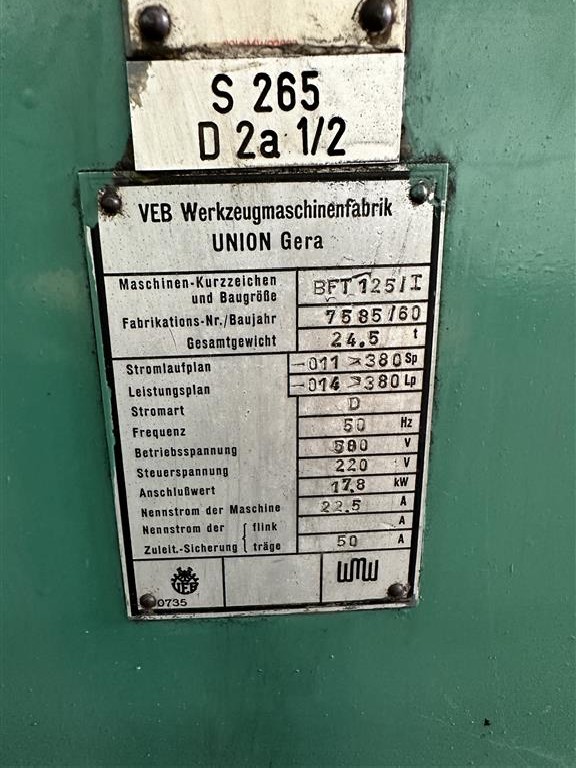 S 265
D 2a 1/2
VEB Werkzeugmaschinenfabrik
UNION Gera
Maschinen-Kurzzeichen
und Baugröße BFT 125/I
Fabrikations-Nr./Baujahr 7585/60
Gesamtgewicht 24.5 t
Stromlaufplan -011 > 380 Sp
Leistungsplan -014 > 380 Lp
Stromart D
Frequenz 50 Hz
Betriebsspannung 500 V
Steuerspannung 220 V
Anschlußwert 17,8 kW
Nennstrom der Maschine 22.5 A
Nennstrom der { flink A
Zuleit.-Sicherung { träge 50 A
VEB WMW
0735